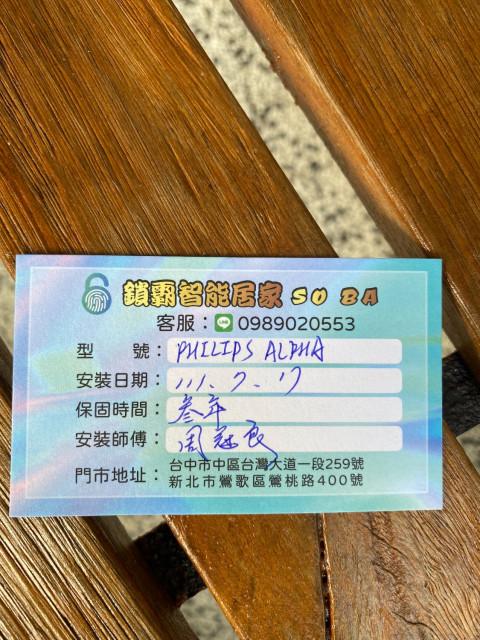 鎖霸智能居家 SO BA
客服：LINE 0989020553
型 號：PHILIPS ALPHA
安裝日期：111.7.17
保固時間：叁年
安裝師傅：周冠良
門市地址：台中市中區台灣大道一段259號
新北市鶯歌區鶯桃路400號